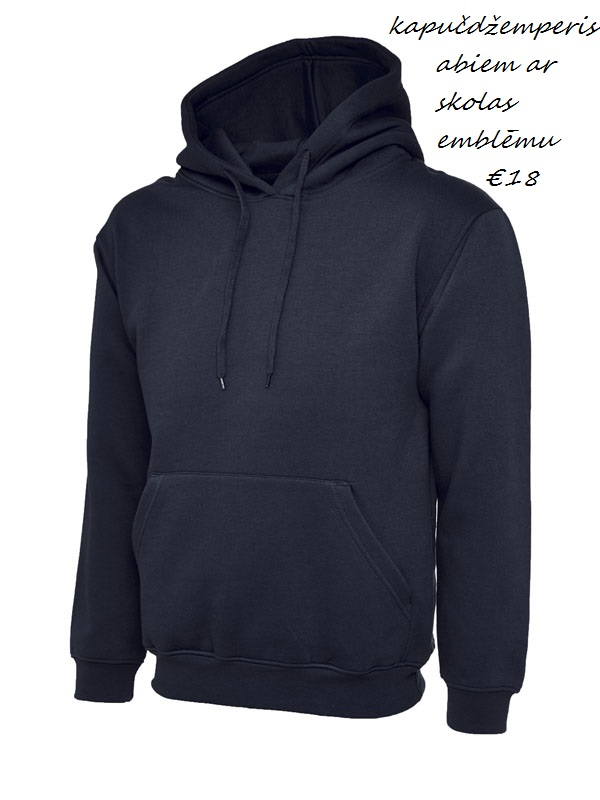 kapučdžemperis
abiem ar
skolas
emblēmu
€18